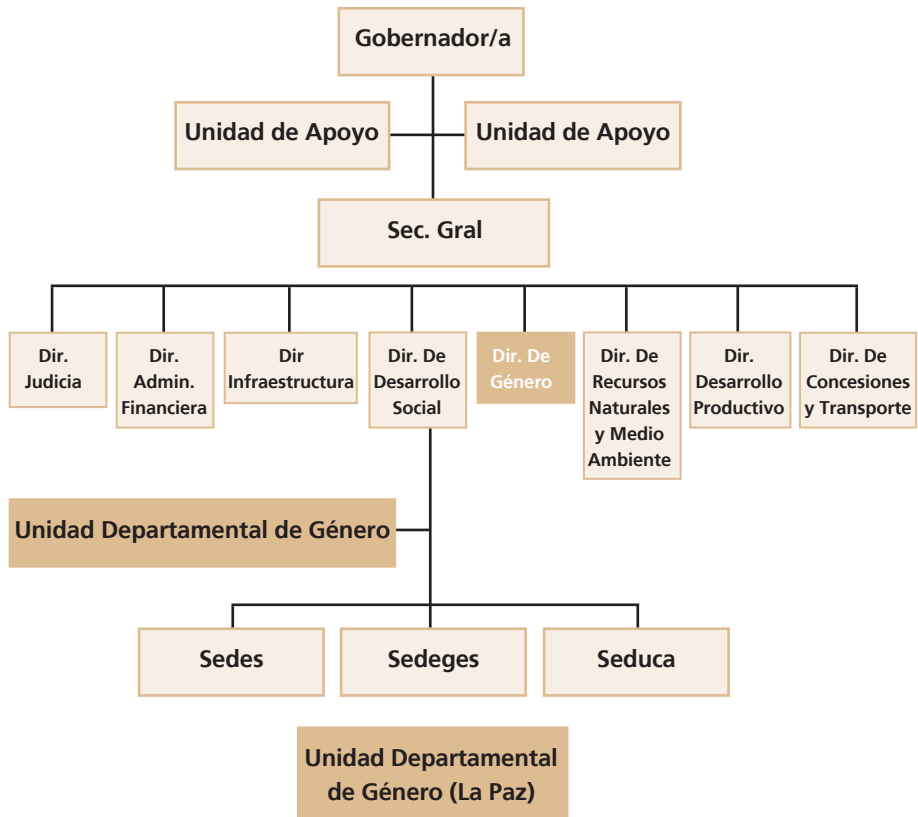 Gobernador/a
Unidad de Apoyo
Unidad de Apoyo
Sec. Gral
Dir.
Judicia
Dir.
Admin.
Financiera
Dir
Infraestructura
Dir. De
Desarrollo
Social
Dir. De
Género
Dir. De
Recursos
Naturales
y Medio
Ambiente
Dir.
Desarrollo
Productivo
Dir. De
Concesiones
y Transporte
Unidad Departamental de Género
Sedes
Sedeges
Seduca
Unidad Departamental
de Género (La Paz)